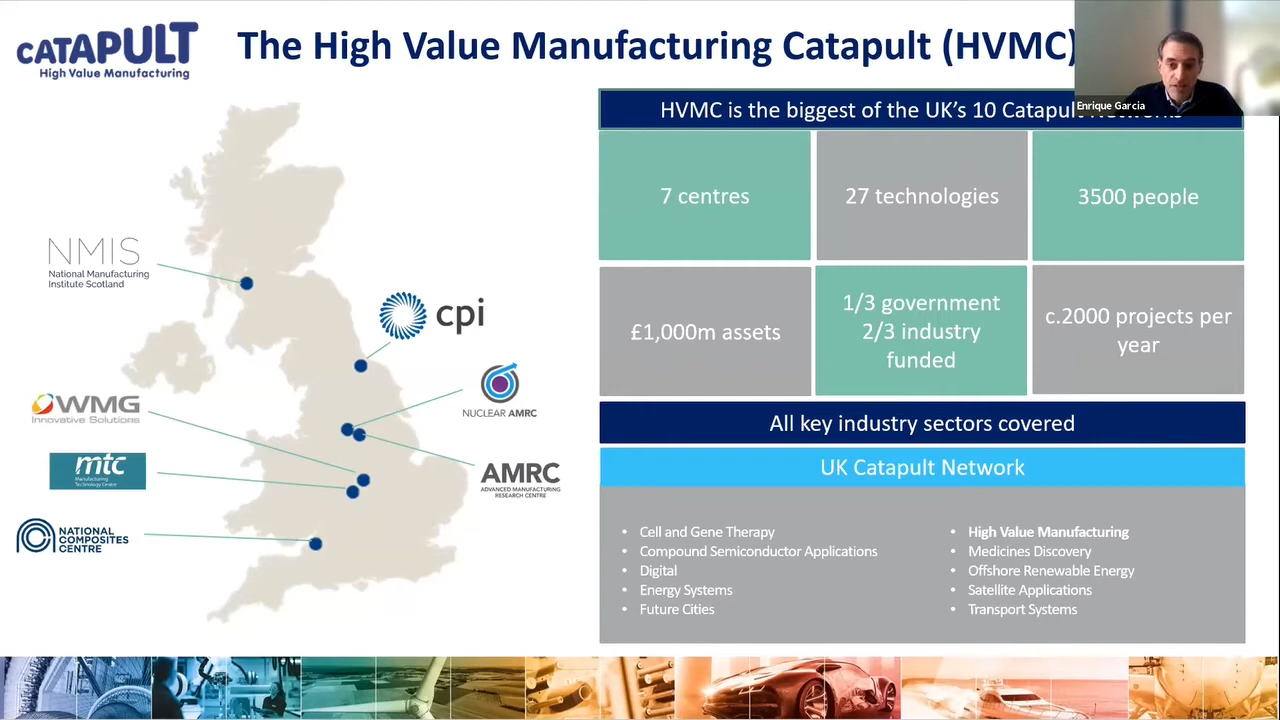 CATAPULT
High Value Manufacturing
The High Value Manufacturing Catapult (HVMC)
Enrique Garcia
HVMC is the biggest of the UK's 10 Catapult
7 centres
27 technologies
3500 people
£1,000m assets
1/3 government
2/3 industry
funded
c.2000 projects per
year
All key industry sectors covered
UK Catapult Network
• Cell and Gene Therapy
• Compound Semiconductor Applications
• Digital
• Energy Systems
• Future Cities
• High Value Manufacturing
• Medicines Discovery
• Offshore Renewable Energy
• Satellite Applications
• Transport Systems
NMIS
National Manufacturing
Institute Scotland
cpi
NUCLEAR AMRC
WMG
Innovative Solutions
mtc
Manufacturing
Technology Centre
AMRC
ADVANCED MANUFACTURING
RESEARCH CENTRE
NATIONAL
COMPOSITES
CENTRE